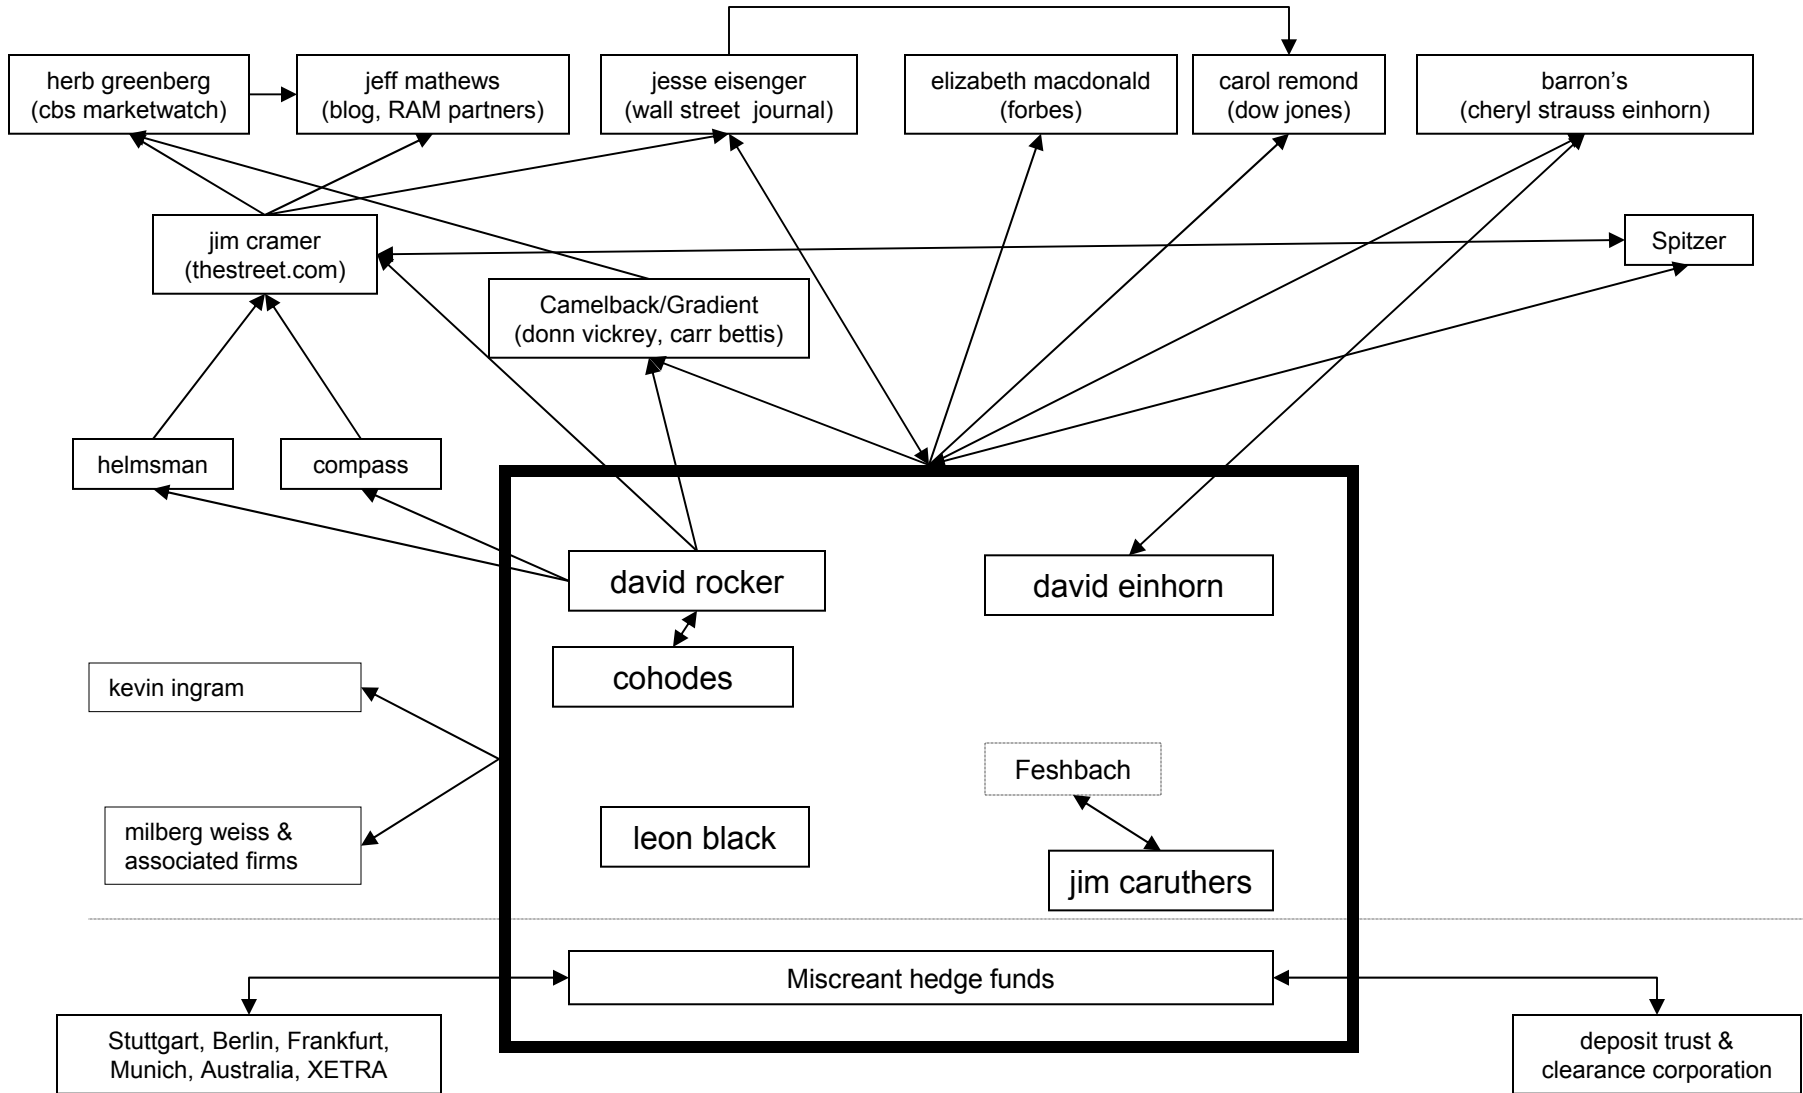 herb greenberg
(cbs marketwatch)
jeff mathews
(blog, RAM partners)
jesse eisenger
(wall street journal)
elizabeth macdonald
(forbes)
carol remond
(dow jones)
barron's
(cheryl strauss einhorn)
jim cramer
(thestreet.com)
Spitzer
Camelback/Gradient
(donn vickrey, carr bettis)
helmsman
compass
david rocker
david einhorn
cohodes
kevin ingram
Feshbach
milberg weiss &
associated firms
leon black
jim caruthers
Miscreant hedge funds
Stuttgart, Berlin, Frankfurt,
Munich, Australia, XETRA
deposit trust &
clearance corporation